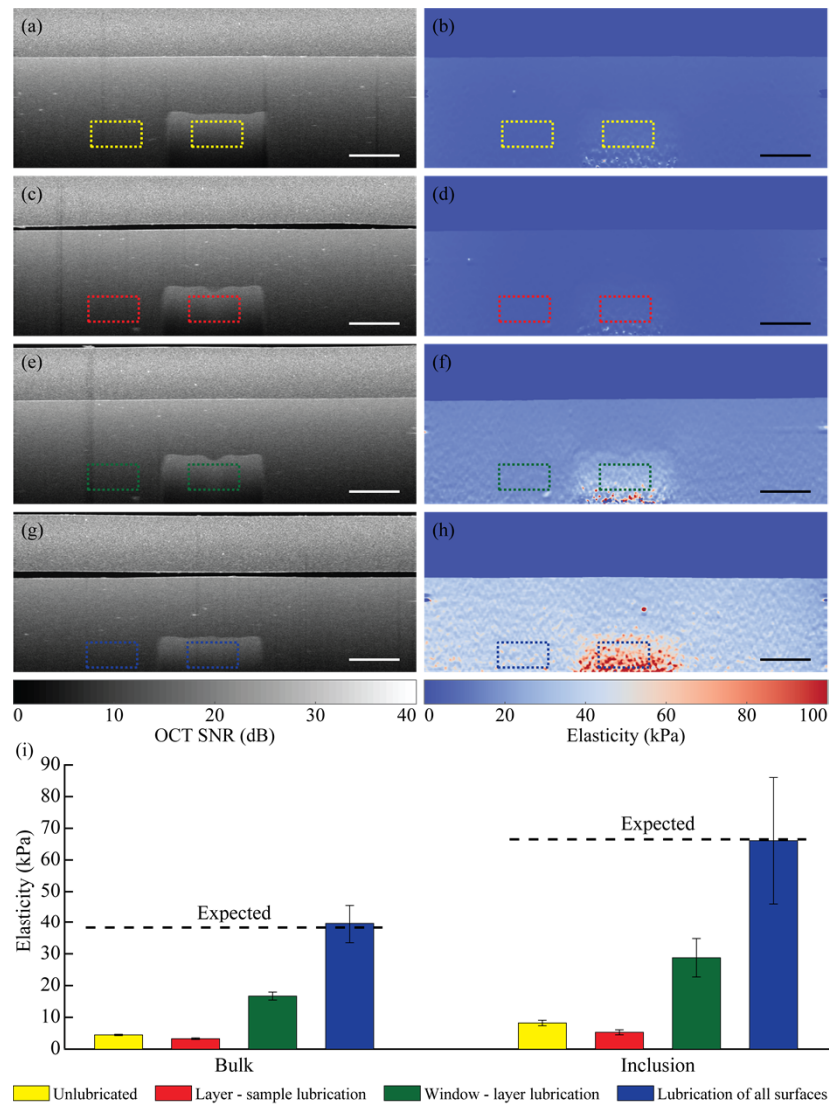 (a) (b)
(c) (d)
(e) (f)
(g) (h)
0 10 20 30 40 0 20 40 60 80 100
OCT SNR (dB) Elasticity (kPa)
(i)
90
80
70
60
50
40
30
20
10
0
Elasticity (kPa)
Expected
Expected
Bulk Inclusion
Unlubricated Layer - sample lubrication Window - layer lubrication Lubrication of all surfaces